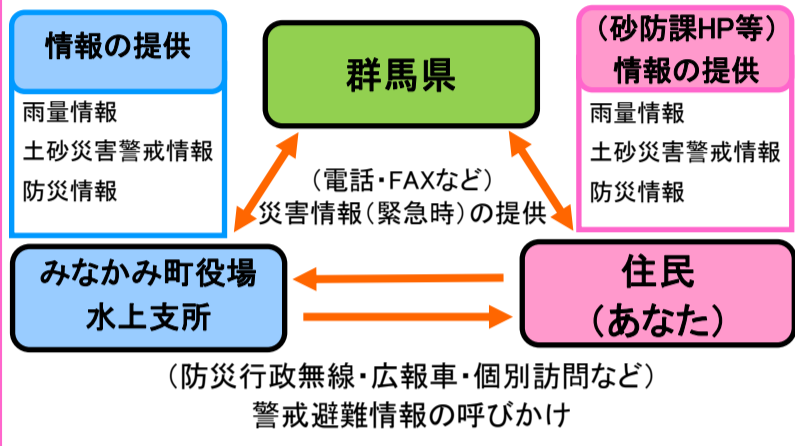 情報の提供
雨量情報
土砂災害警戒情報
防災情報
群馬県
(砂防課HP等)
情報の提供
雨量情報
土砂災害警戒情報
防災情報
(電話・FAXなど)
災害情報(緊急時)の提供
みなかみ町役場
水上支所
住民
(あなた)
(防災行政無線・広報車・個別訪問など)
警戒避難情報の呼びかけ